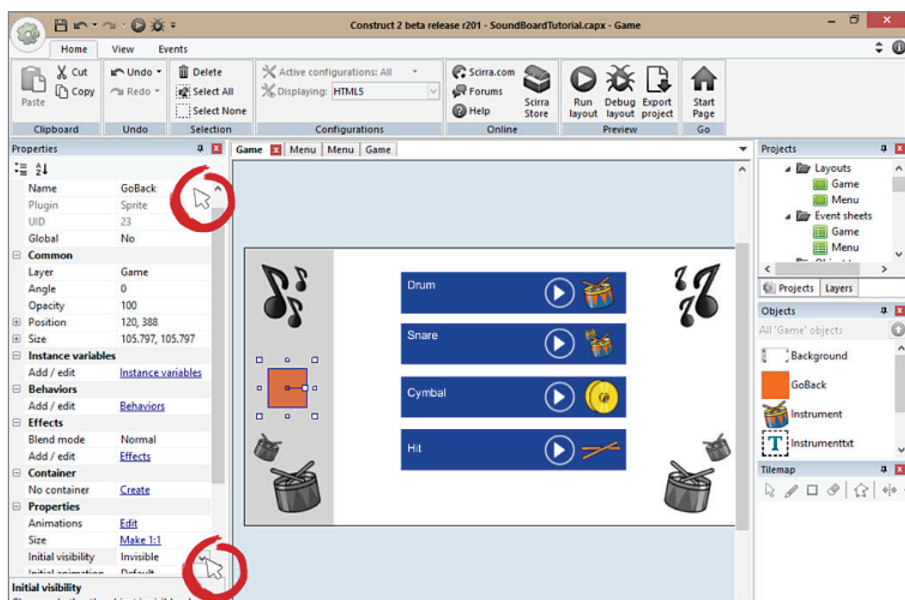 Construct 2 beta release r201 - SoundBoardTutorial.capx - Game
Home View Events
Paste
Cut
Copy
Clipboard
Undo
Redo
Undo
Delete
Select All
Select None
Selection
Active configurations: All
Displaying: HTML5
Configurations
Scirra.com
Forums
Help
Scirra Store
Online
Run layout
Debug layout
Export project
Preview
Start Page
Go
Properties
Name GoBack
Plugin Sprite
UID 23
Global No
Common
Layer Game
Angle 0
Opacity 100
Position 120, 388
Size 105.797, 105.797
Instance variables
Add / edit Instance variables
Behaviors
Add / edit Behaviors
Effects
Blend mode Normal
Add / edit Effects
Container
No container Create
Properties
Animations Edit
Size Make 1:1
Initial visibility Invisible
Initial animation Default
Initial visibility
Game Menu Menu Game
Drum
Snare
Cymbal
Hit
Projects
Layouts
Game
Menu
Event sheets
Game
Menu
Projects Layers
Objects
All 'Game' objects
Background
GoBack
Instrument
T Instrumenttxt
Tilemap